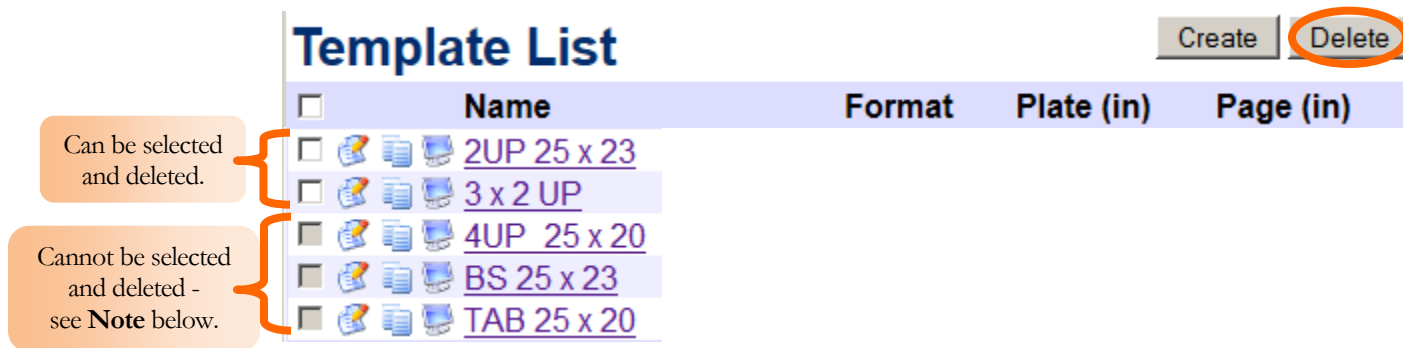 Template List
Create Delete
Name Format Plate (in) Page (in)
Can be selected
and deleted.
2UP 25 x 23
3 x 2 UP
Cannot be selected
and deleted -
see Note below.
4UP 25 x 20
BS 25 x 23
TAB 25 x 20